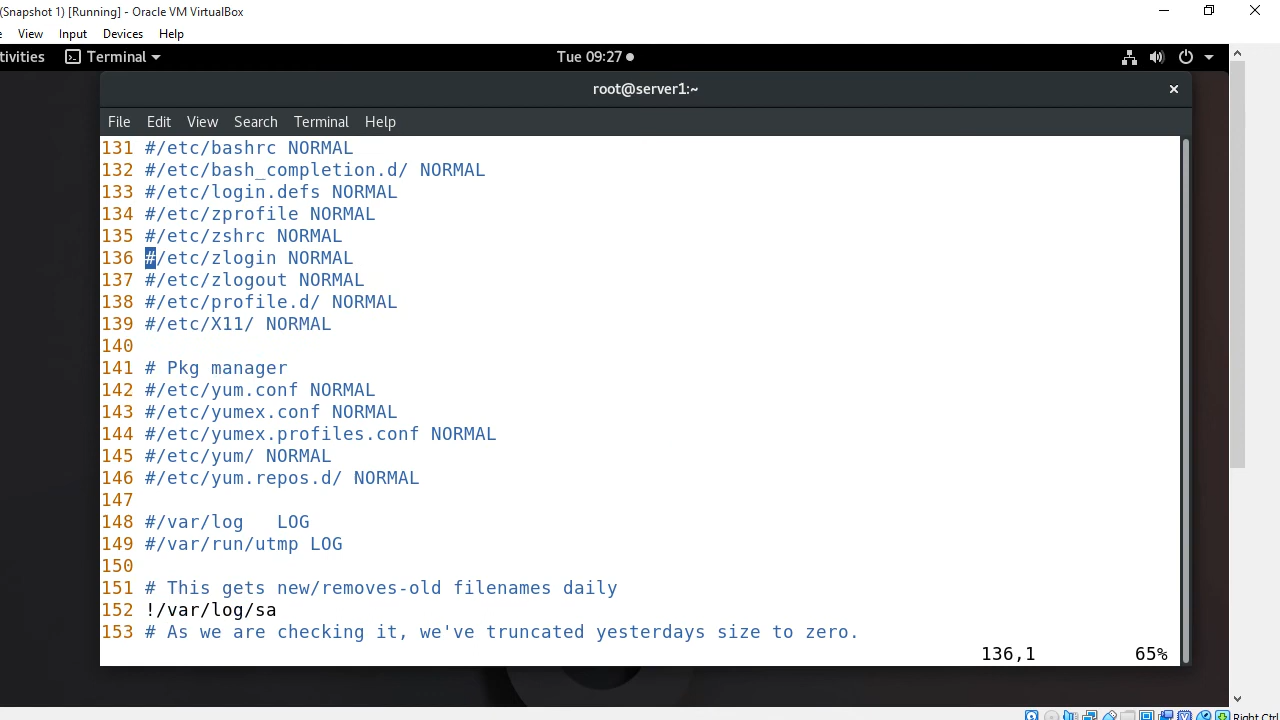 (Snapshot 1) [Running] - Oracle VM VirtualBox
View Input Devices Help
tivities Terminal Tue 09:27
root@server1:~
File Edit View Search Terminal Help
131 #/etc/bashrc NORMAL
132 #/etc/bash_completion.d/ NORMAL
133 #/etc/login.defs NORMAL
134 #/etc/zprofile NORMAL
135 #/etc/zshrc NORMAL
136 #/etc/zlogin NORMAL
137 #/etc/zlogout NORMAL
138 #/etc/profile.d/ NORMAL
139 #/etc/X11/ NORMAL
140
141 # Pkg manager
142 #/etc/yum.conf NORMAL
143 #/etc/yumex.conf NORMAL
144 #/etc/yumex.profiles.conf NORMAL
145 #/etc/yum/ NORMAL
146 #/etc/yum.repos.d/ NORMAL
147
148 #/var/log   LOG
149 #/var/run/utmp LOG
150
151 # This gets new/removes-old filenames daily
152 !/var/log/sa
153 # As we are checking it, we've truncated yesterdays size to zero.
136,1 65%
Right Ctrl